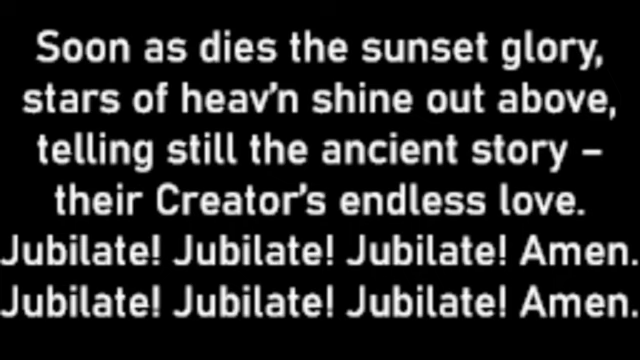 Soon as dies the sunset glory,
stars of heav’n shine out above,
telling still the ancient story –
their Creator’s endless love.
Jubilate! Jubilate! Jubilate! Amen.
Jubilate! Jubilate! Jubilate! Amen.